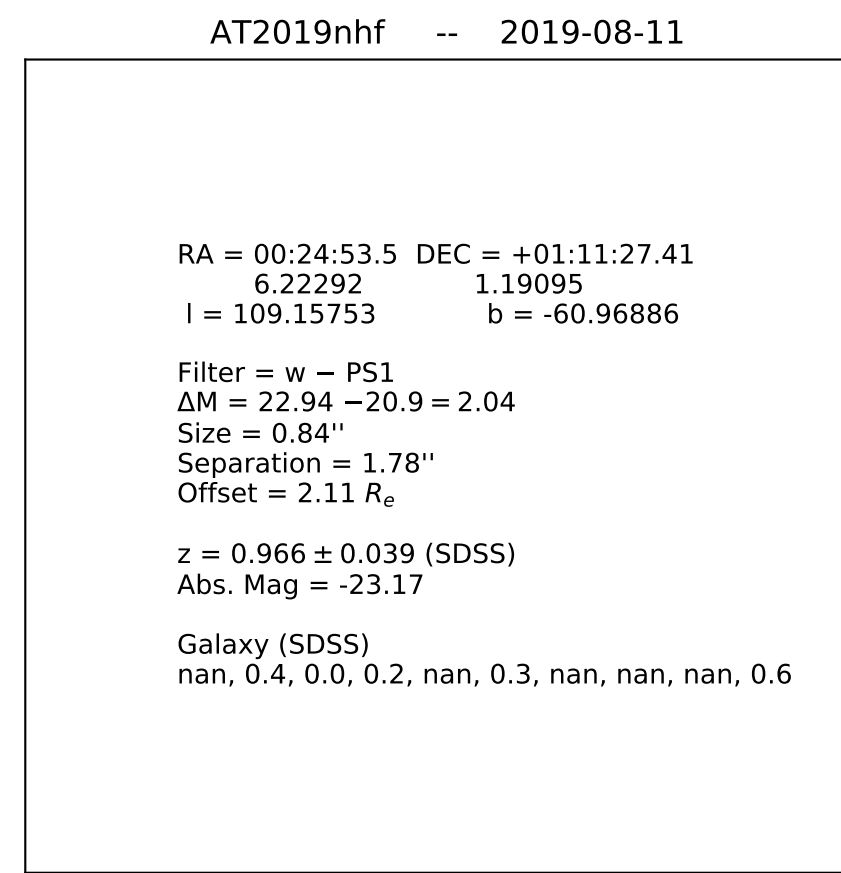 AT2019nhf -- 2019-08-11
RA = 00:24:53.5 DEC = +01:11:27.41
6.22292 1.19095
l = 109.15753 b = -60.96886
Filter = w − PS1
ΔM = 22.94 −20.9 = 2.04
Size = 0.84''
Separation = 1.78''
Offset = 2.11 Re
z = 0.966 ± 0.039 (SDSS)
Abs. Mag = -23.17
Galaxy (SDSS)
nan, 0.4, 0.0, 0.2, nan, 0.3, nan, nan, nan, 0.6